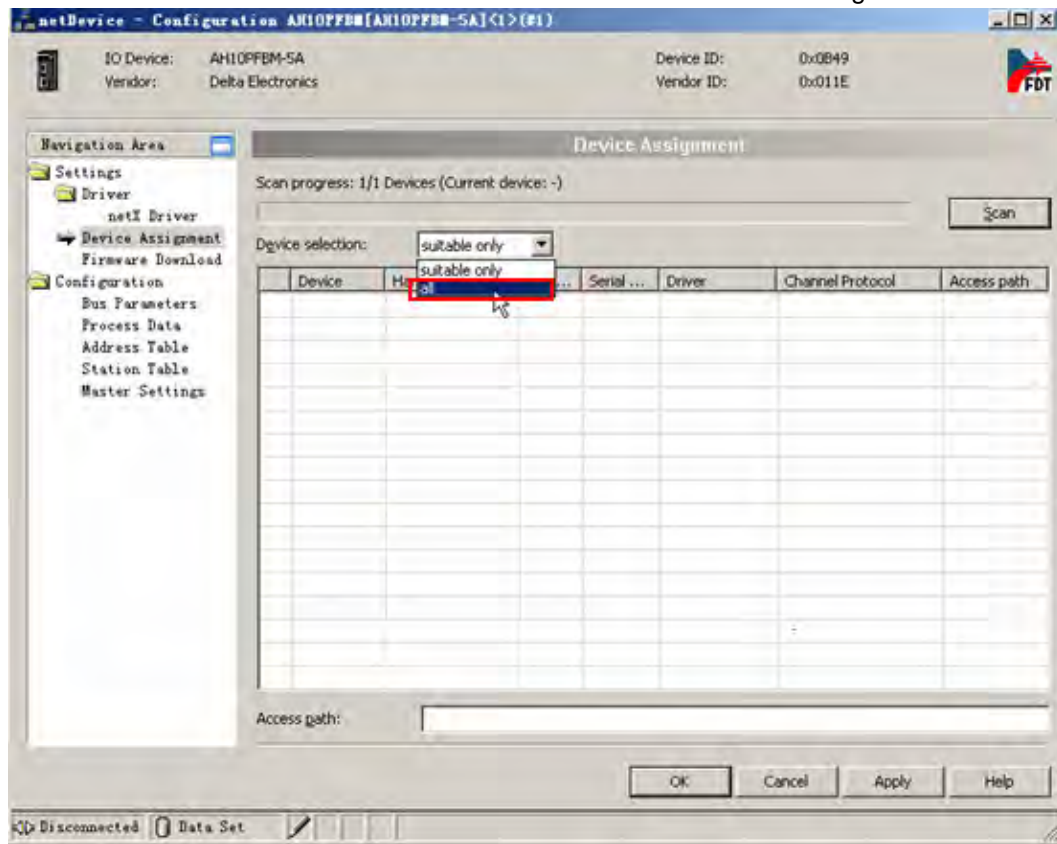 netDevice - Configuration AH10PFBM[AH10PFBM-5A]<1>(#1)
IO Device: AH10PFBM-5A Device ID: 0x0B49
Vendor: Delta Electronics Vendor ID: 0x011E
FDT
Navigation Area
Device Assignment
Settings
Driver
netX Driver
Device Assignment
Firmware Download
Configuration
Bus Parameters
Process Data
Address Table
Station Table
Master Settings
Scan progress: 1/1 Devices (Current device: -)
Scan
Device selection: suitable only
suitable only
all
Device Ha ... Serial ... Driver Channel Protocol Access path
Access path:
OK Cancel Apply Help
Disconnected Data Set